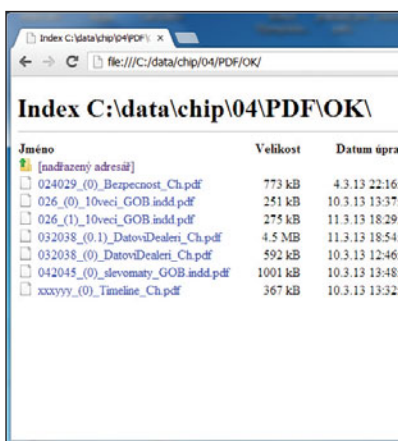 Index C:\data\chip\04\PDF\ ×
file:///C:/data/chip/04/PDF/OK/
Index C:\data\chip\04\PDF\OK\
Jméno Velikost Datum úpra
[nadřazený adresář]
024029_(0)_Bezpecnost_Ch.pdf 773 kB 4.3.13 22:16:
026_(0)_10veci_GOB.indd.pdf 251 kB 10.3.13 13:37:
026_(1)_10veci_GOB.indd.pdf 275 kB 11.3.13 18:29:
032038_(0.1)_DatoviDealeri_Ch.pdf 4.5 MB 11.3.13 18:54:
032038_(0)_DatoviDealeri_Ch.pdf 592 kB 10.3.13 12:46:
042045_(0)_slevomaty_GOB.indd.pdf 1001 kB 10.3.13 13:48:
xxxyyy_(0)_Timeline_Ch.pdf 367 kB 10.3.13 13:32: